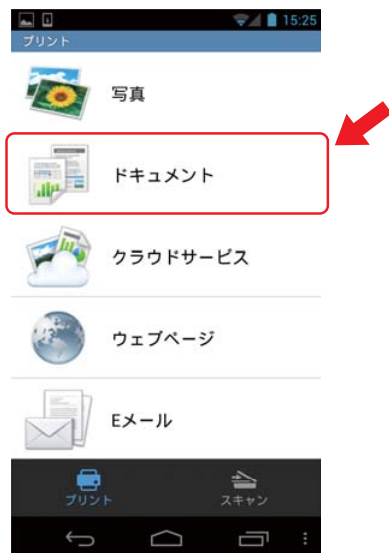 15:25
プリント
写真
ドキュメント
クラウドサービス
ウェブページ
Eメール
プリント
スキャン